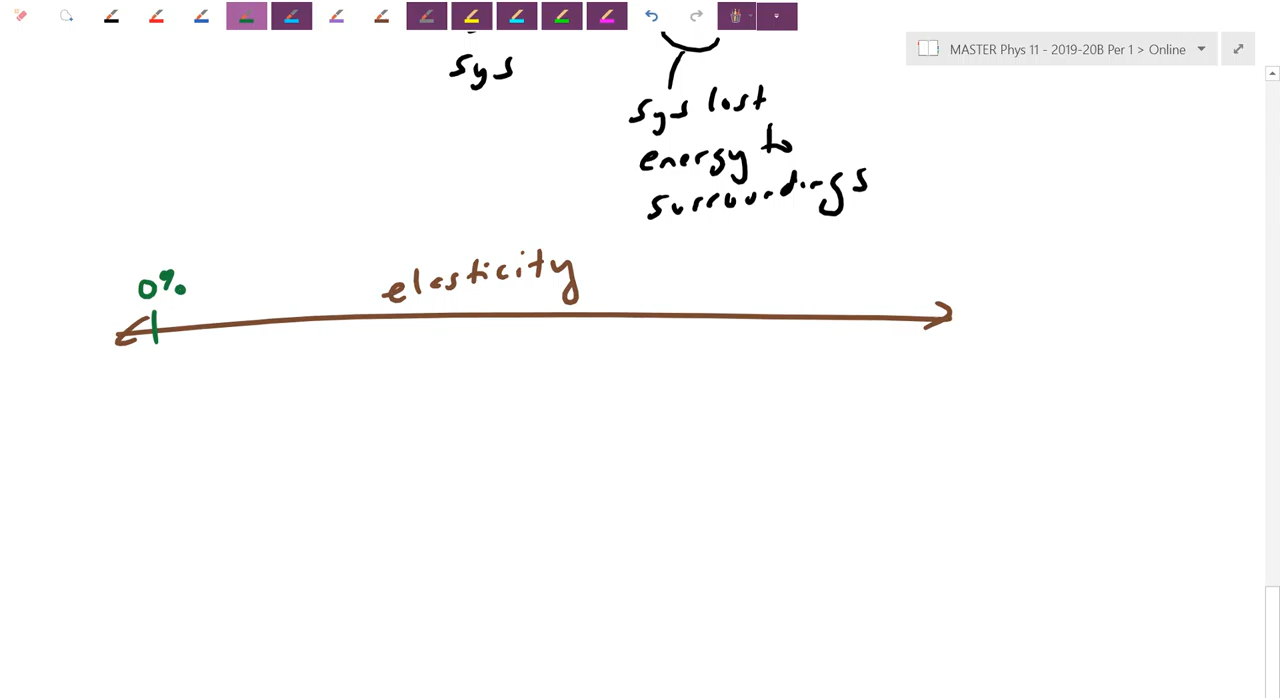 MASTER Phys 11 - 2019-20B Per 1 > Online
sys
sys lost
energy to
surroundings
0%
elasticity